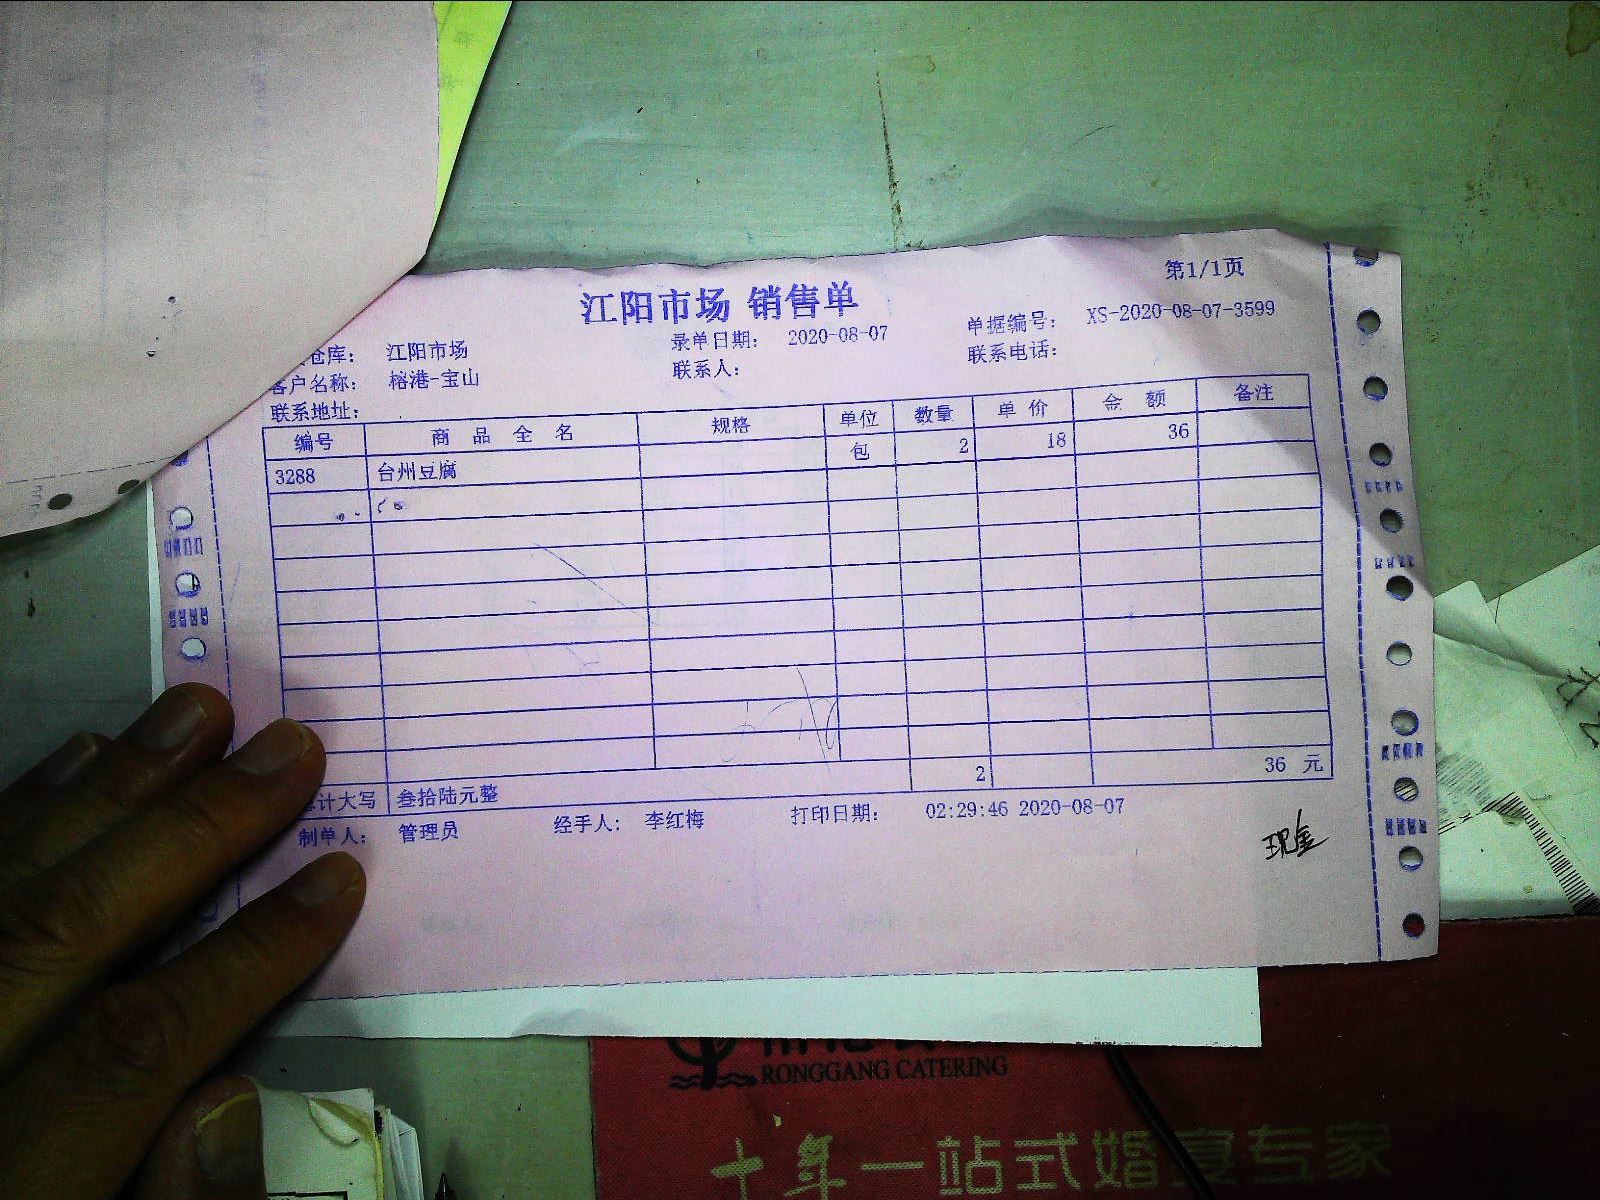 第1/1页
江阳市场 销售单
仓库： 江阳市场 录单日期： 2020-08-07 单据编号： XS-2020-08-07-3599
客户名称： 榕港-宝山 联系人： 联系电话：
联系地址：
编号 商品全名 规格 单位 数量 单价 金额 备注
3288 台州豆腐 包 2 18 36
计大写 叁拾陆元整 2 36 元
制单人： 管理员 经手人： 李红梅 打印日期： 02:29:46 2020-08-07
现金
RONGGANG CATERING
十年一站式婚宴专家